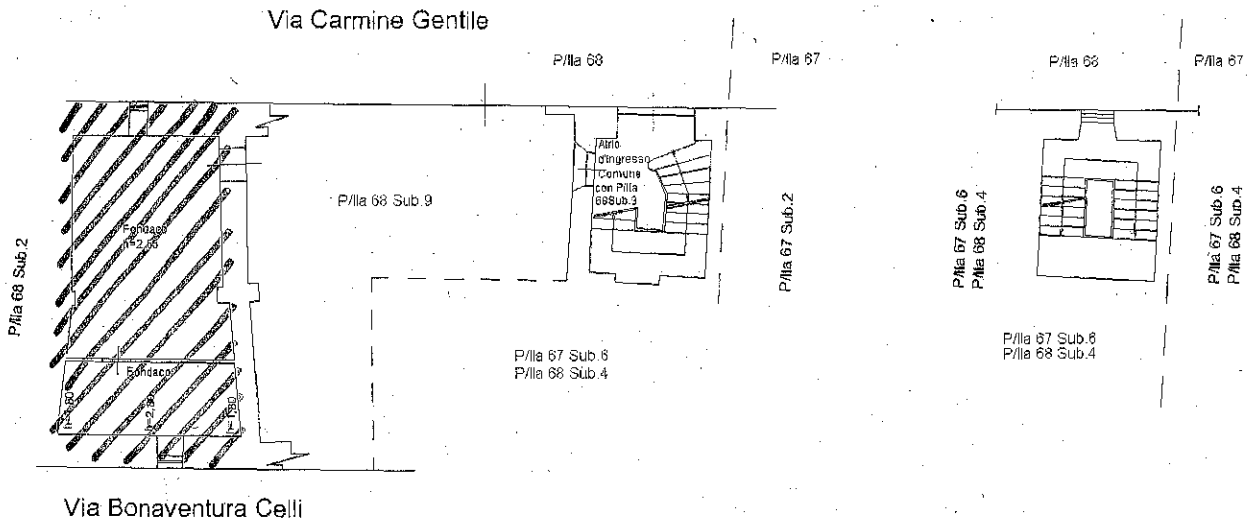 Via Carmine Gentile
P/lla 68
P/lla 67
P/lla 68
P/lla 67
Atrio
d'ingresso
Comune
con P/lla
68Sub.3
P/lla 68 Sub.9
Fondaco
h=2,55
P/lla 68 Sub.2
P/lla 67 Sub.2
P/lla 67 Sub.6
P/lla 68 Sub.4
P/lla 67 Sub.6
P/lla 68 Sub.4
P/lla 67 Sub.6
P/lla 68 Sub.4
P/lla 67 Sub.6
P/lla 68 Sub.4
Fondaco
h=1,80
Via Bonaventura Celli